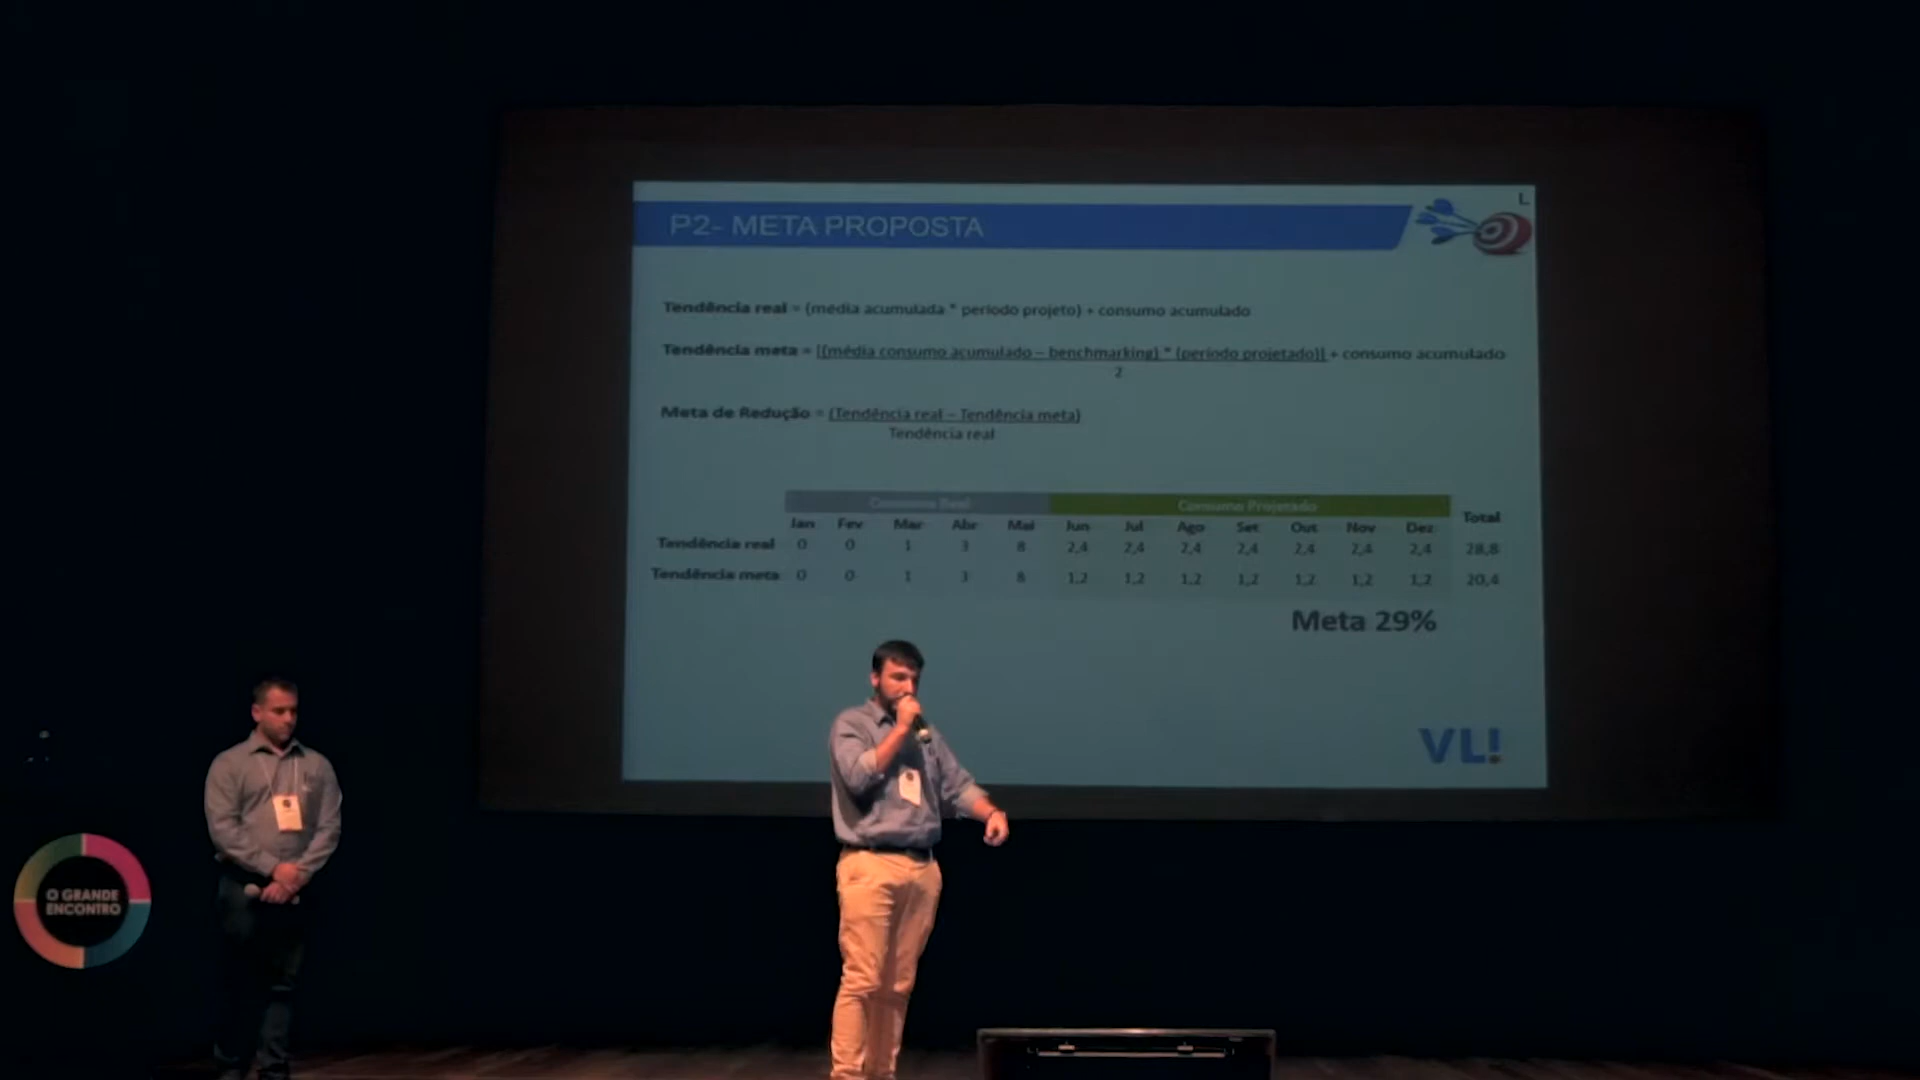 L
P2- META PROPOSTA
Tendência real = (média acumulada * período projeto) + consumo acumulado
Tendência meta = [(média consumo acumulado – benchmarking) * (período projetado)] + consumo acumulado
2
Meta de Redução = (Tendência real – Tendência meta)
Tendência real
Consumo Real Consumo Projetado
Jan Fev Mar Abr Mai Jun Jul Ago Set Out Nov Dez Total
Tendência real 0 0 1 3 8 2,4 2,4 2,4 2,4 2,4 2,4 2,4 28,8
Tendência meta 0 0 1 3 8 1,2 1,2 1,2 1,2 1,2 1,2 1,2 20,4
Meta 29%
VL!
O GRANDE
ENCONTRO